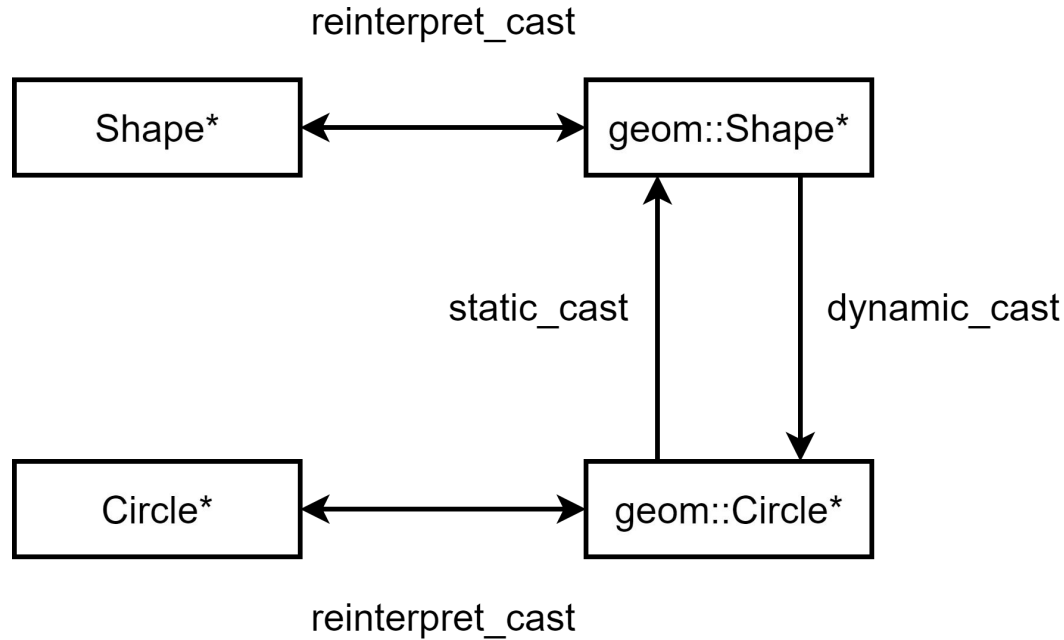 reinterpret_cast
Shape*
geom::Shape*
static_cast
dynamic_cast
Circle*
geom::Circle*
reinterpret_cast